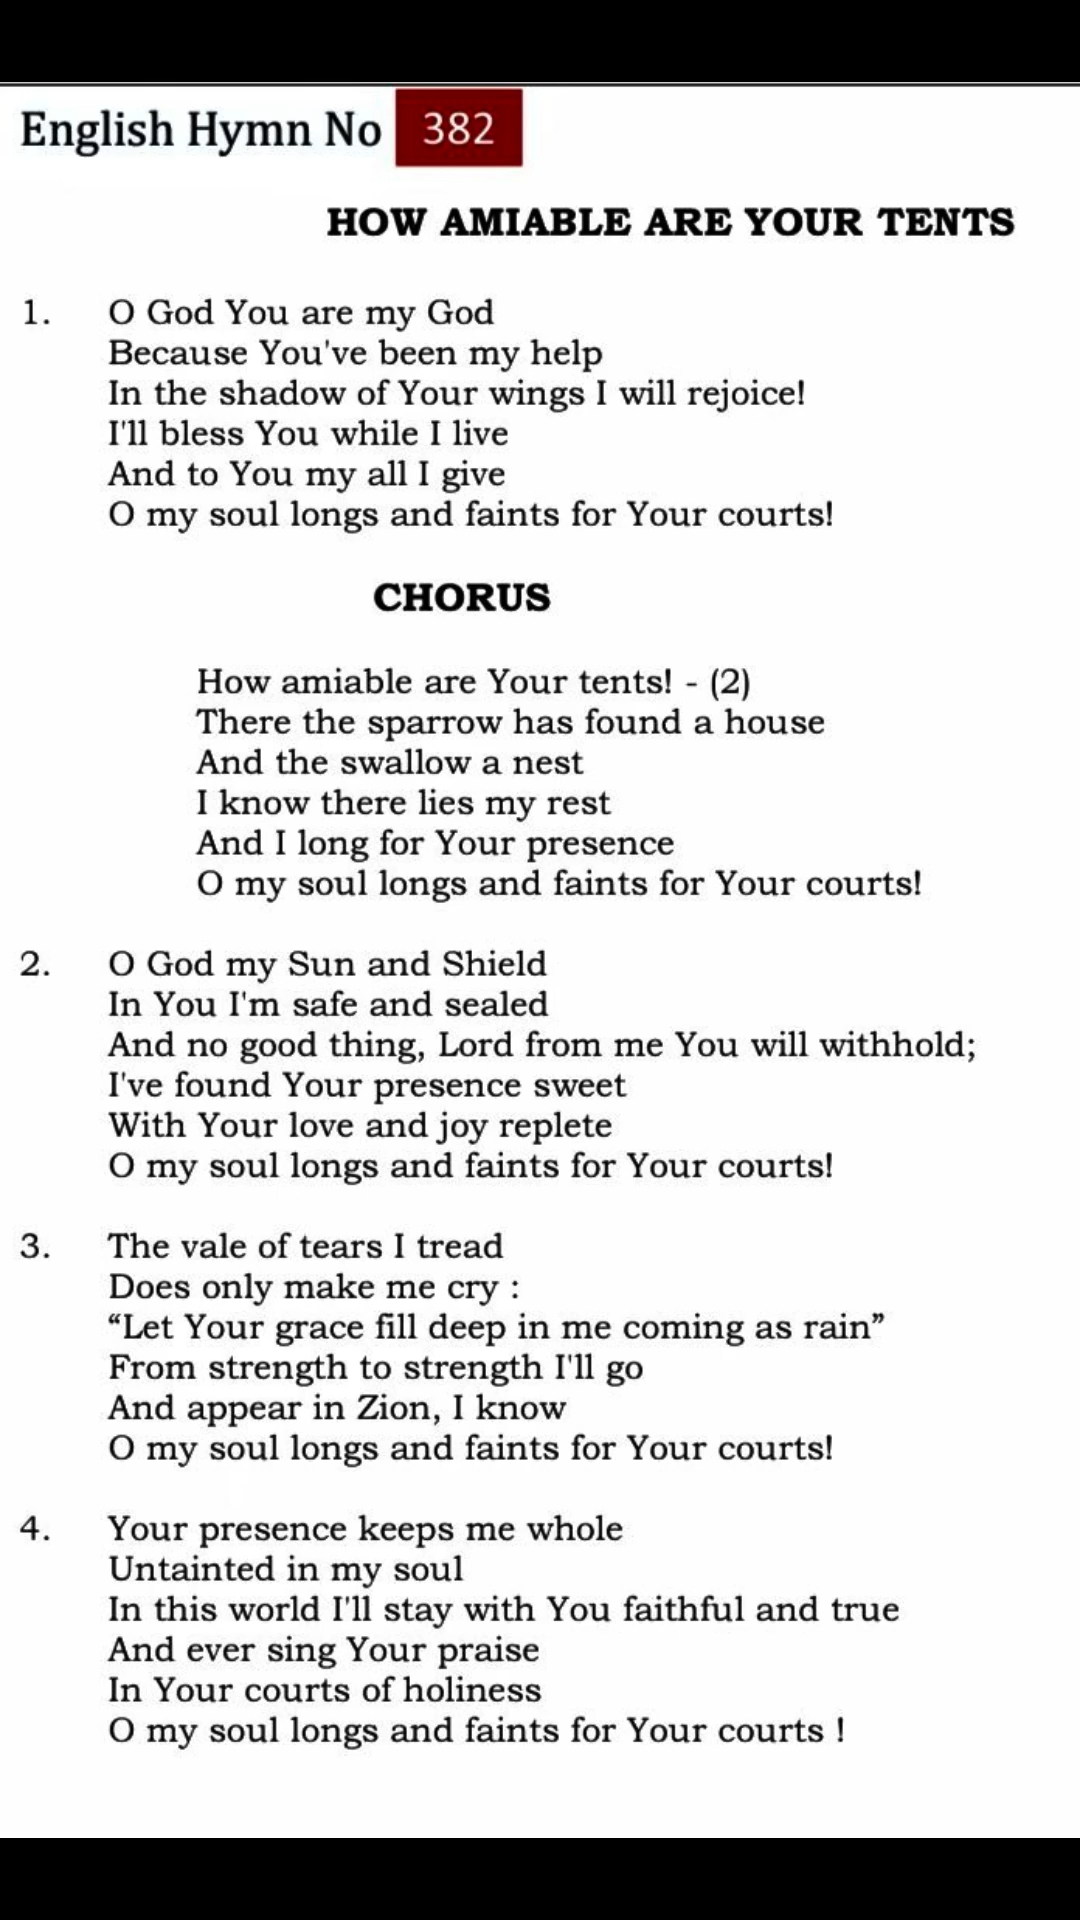 English Hymn No 382
HOW AMIABLE ARE YOUR TENTS
1. O God You are my God
Because You've been my help
In the shadow of Your wings I will rejoice!
I'll bless You while I live
And to You my all I give
O my soul longs and faints for Your courts!
CHORUS
How amiable are Your tents! - (2)
There the sparrow has found a house
And the swallow a nest
I know there lies my rest
And I long for Your presence
O my soul longs and faints for Your courts!
2. O God my Sun and Shield
In You I'm safe and sealed
And no good thing, Lord from me You will withhold;
I've found Your presence sweet
With Your love and joy replete
O my soul longs and faints for Your courts!
3. The vale of tears I tread
Does only make me cry :
“Let Your grace fill deep in me coming as rain”
From strength to strength I'll go
And appear in Zion, I know
O my soul longs and faints for Your courts!
4. Your presence keeps me whole
Untainted in my soul
In this world I'll stay with You faithful and true
And ever sing Your praise
In Your courts of holiness
O my soul longs and faints for Your courts !